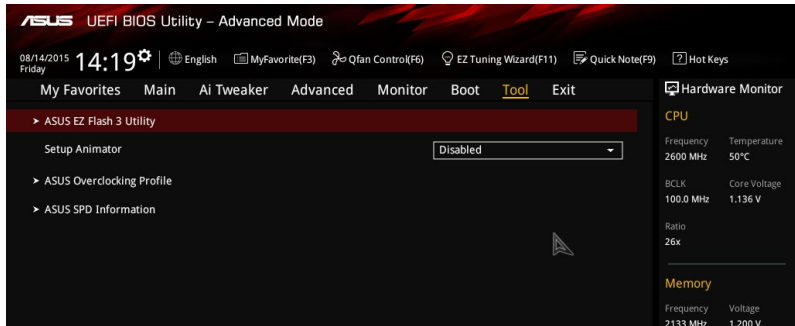 ASUS UEFI BIOS Utility – Advanced Mode
08/14/2015 Friday 14:19 English MyFavorite(F3) Qfan Control(F6) EZ Tuning Wizard(F11) Quick Note(F9) ? Hot Keys
My Favorites Main Ai Tweaker Advanced Monitor Boot Tool Exit
> ASUS EZ Flash 3 Utility
Setup Animator Disabled
> ASUS Overclocking Profile
> ASUS SPD Information
Hardware Monitor
CPU
Frequency Temperature
2600 MHz 50°C
BCLK Core Voltage
100.0 MHz 1.136 V
Ratio
26x
Memory
Frequency Voltage
2133 MHz 1.200 V